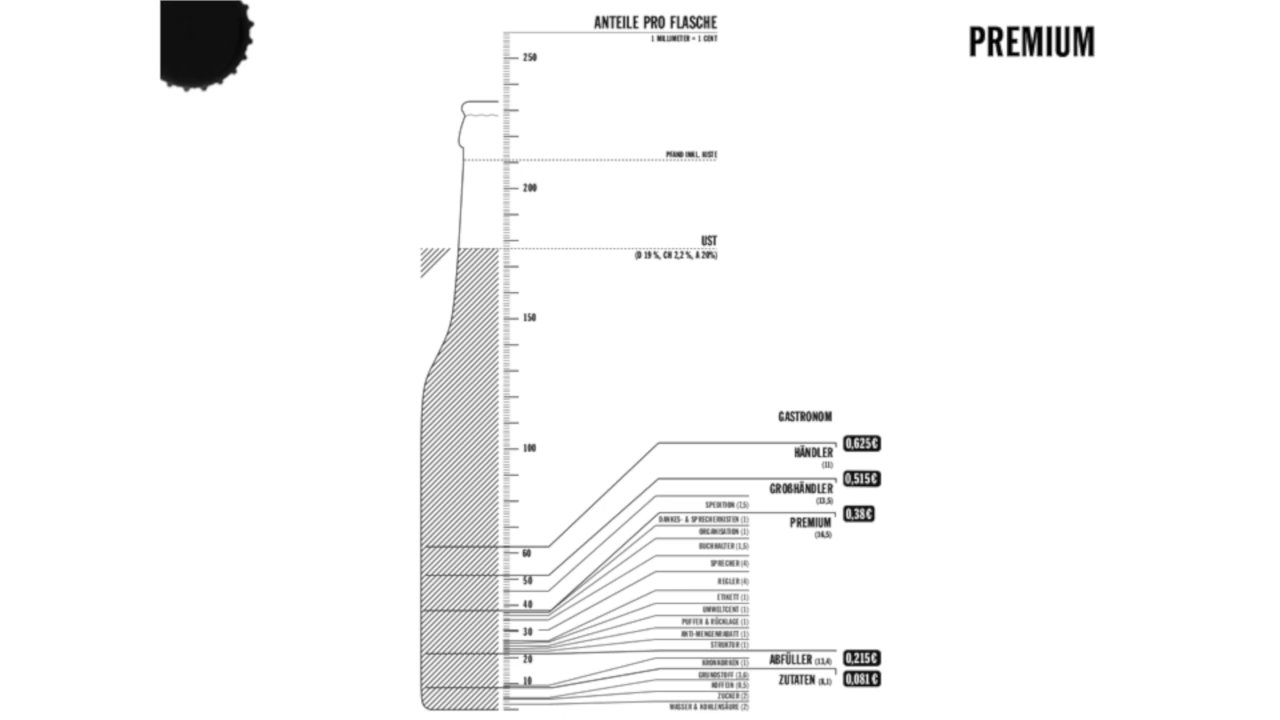 ANTEILE PRO FLASCHE
1 MILLIMETER = 1 CENT
PREMIUM
250
PFAND INKL. KISTE
200
UST
(D 19 %, CH 2,2 %, A 20%)
150
GASTRONOM
100
0,625€
HÄNDLER
(11)
0,515€
GROßHÄNDLER
(13,5)
SPEDITION (7,5)
0,38€
DANKES- & SPRECHERKISTEN (1)
PREMIUM
(16,5)
ORGANISATION (1)
BUCHHALTER (1,5)
60
SPRECHER (4)
50
REGLER (4)
ETIKETT (1)
40
UMWELTCENT (1)
PUFFER & RÜCKLAGE (1)
30
ANTI-MENGENRABATT (1)
STRUKTUR (1)
20
ABFÜLLER (13,4)
0,215€
KRONKORKEN (1)
GRUNDSTOFF (3,6)
10
ZUTATEN (8,1)
0,081€
KOFFEIN (0,5)
ZUCKER (2)
WASSER & KOHLENSÄURE (2)